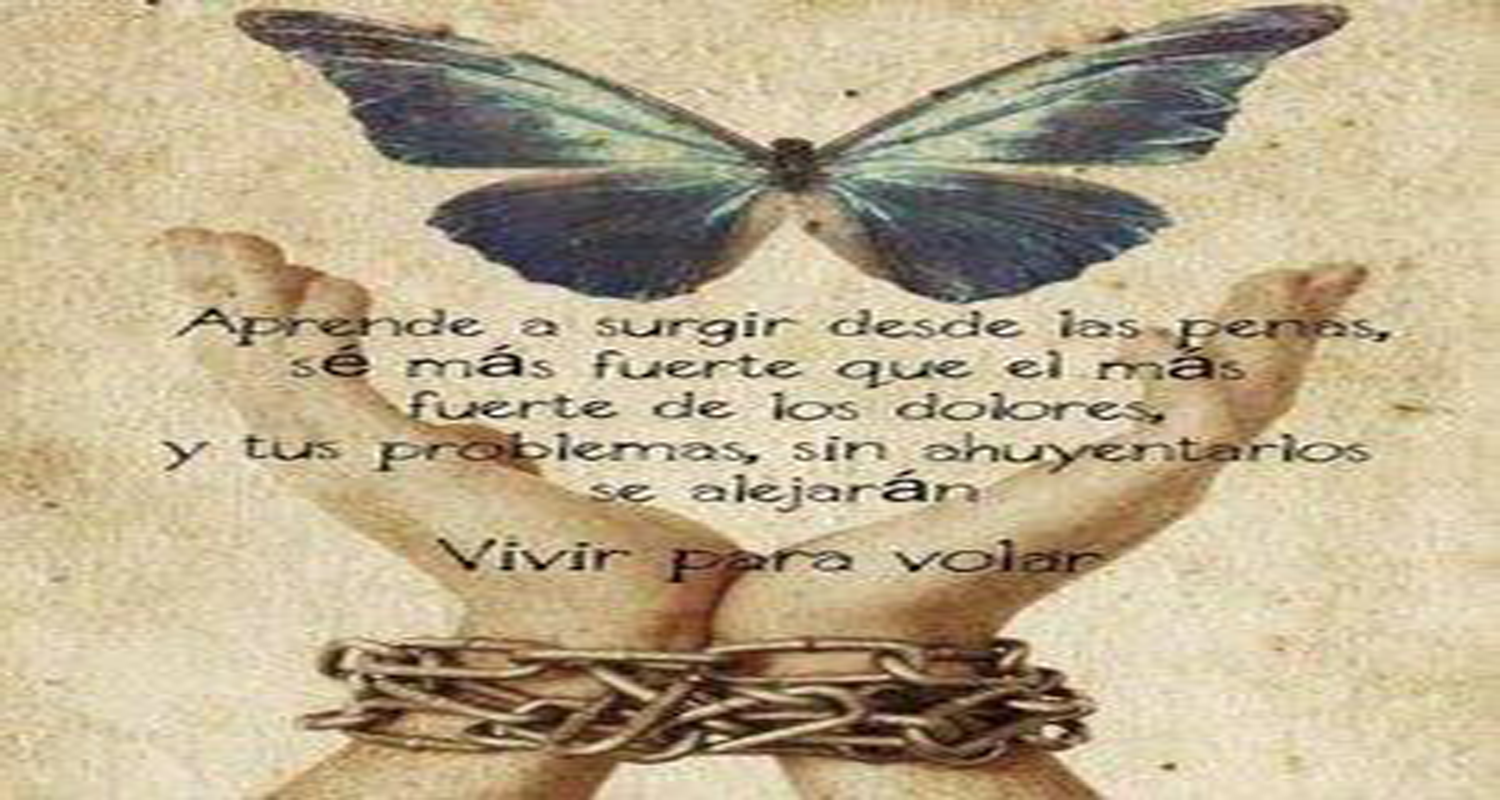 Aprende a surgir desde las penas,
sé más fuerte que el más
fuerte de los dolores,
y tus problemas, sin ahuyentarlos
se alejarán
Vivir para volar